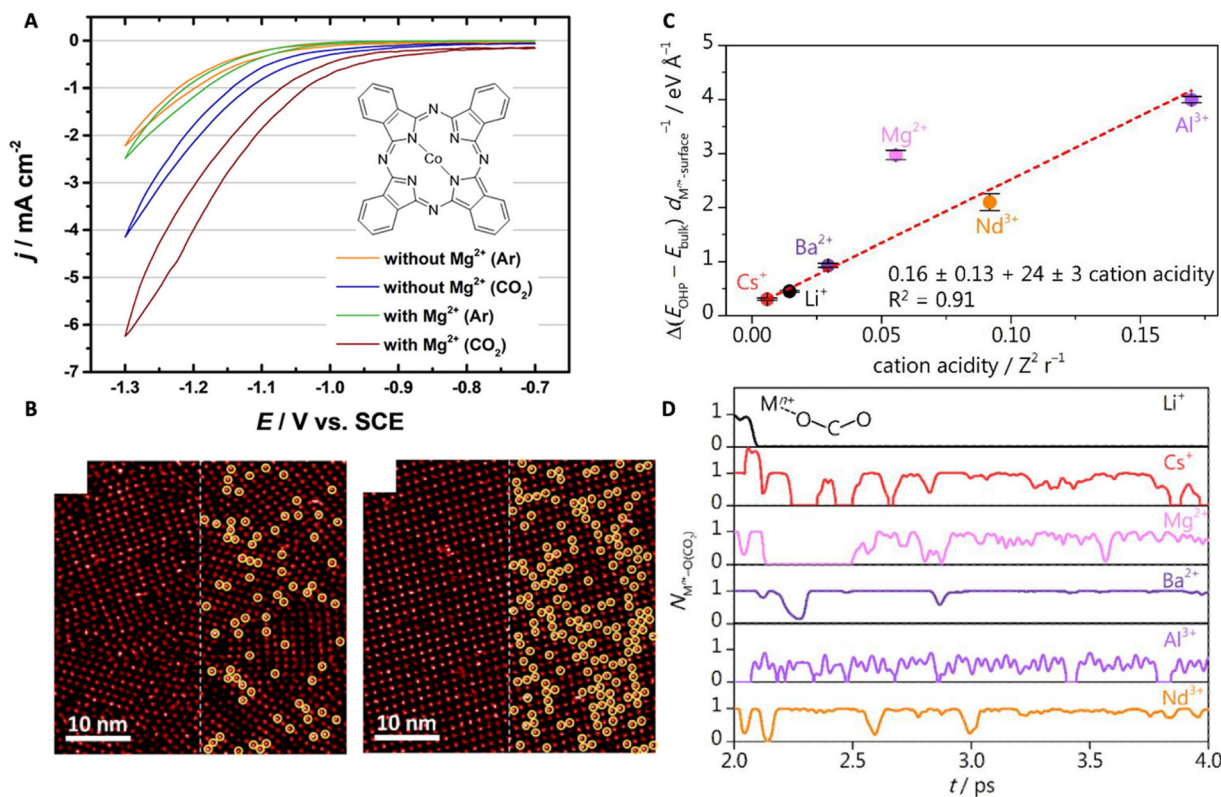 A
0
-1
-2
-3
-4
-5
-6
-7
j / mA cm⁻²
N
N
N
N
N
N
N
N
Co
without Mg²⁺ (Ar)
without Mg²⁺ (CO₂)
with Mg²⁺ (Ar)
with Mg²⁺ (CO₂)
-1.3 -1.2 -1.1 -1.0 -0.9 -0.8 -0.7
E / V vs. SCE
B
10 nm
10 nm
C
5
4
3
2
1
0
Δ(E_OHP − E_bulk) d_Mⁿ⁺-surface⁻¹ / eV Å⁻¹
Mg²⁺
Al³⁺
Nd³⁺
Ba²⁺
Cs⁺
Li⁺
0.16 ± 0.13 + 24 ± 3 cation acidity
R² = 0.91
0.00 0.05 0.10 0.15
cation acidity / Z² r⁻¹
D
Mⁿ⁺ O C O
Li⁺
1
0
Cs⁺
1
0
Mg²⁺
1
0
Ba²⁺
1
0
Al³⁺
1
0
Nd³⁺
1
0
N_Mⁿ⁺−O(CO₂)
2.0 2.5 3.0 3.5 4.0
t / ps